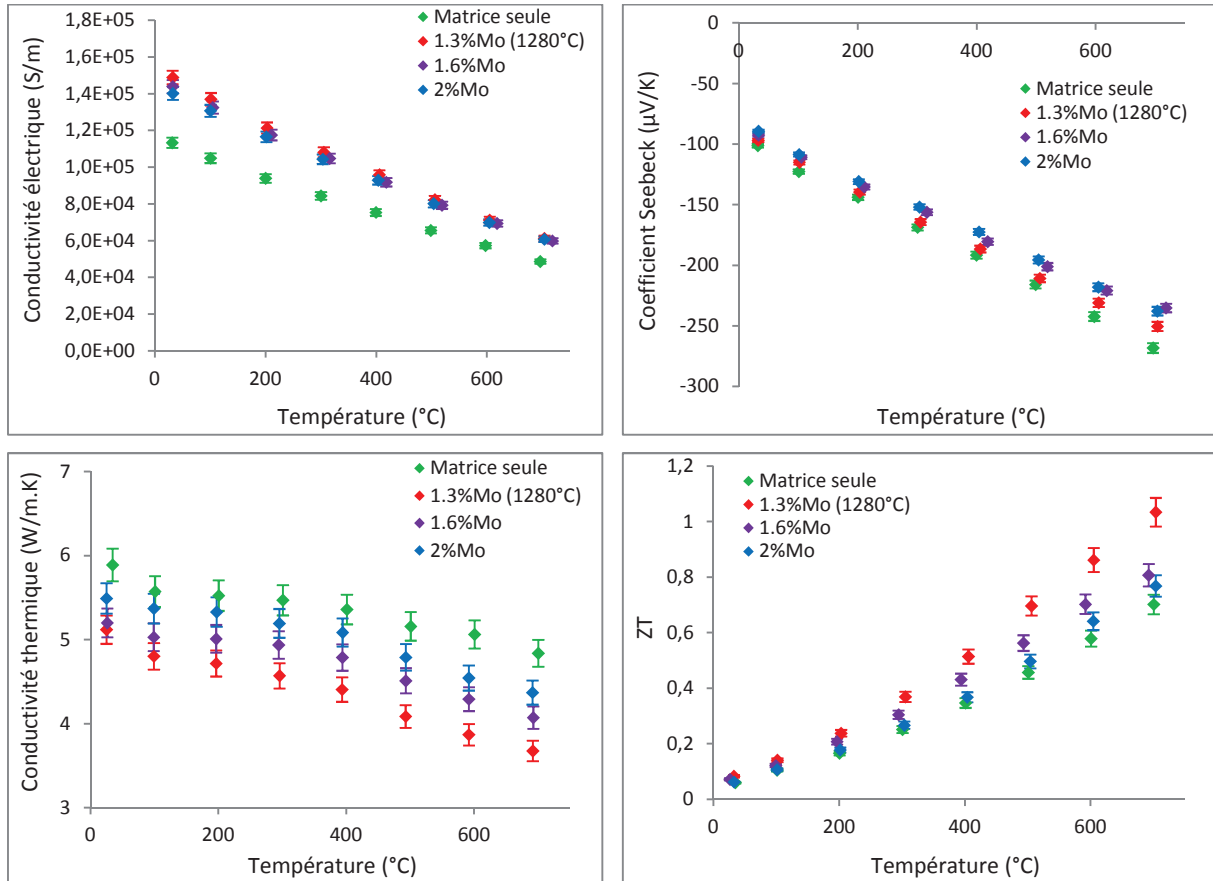 Conductivité électrique (S/m)
1,8E+05
1,6E+05
1,4E+05
1,2E+05
1,0E+05
8,0E+04
6,0E+04
4,0E+04
2,0E+04
0,0E+00
0
200
400
600
Température (°C)
Matrice seule
1.3%Mo (1280°C)
1.6%Mo
2%Mo
Coefficient Seebeck (µV/K)
0
-50
-100
-150
-200
-250
-300
0
200
400
600
Température (°C)
Matrice seule
1.3%Mo (1280°C)
1.6%Mo
2%Mo
Conductivité thermique (W/m.K)
7
6
5
4
3
0
200
400
600
Température (°C)
Matrice seule
1.3%Mo (1280°C)
1.6%Mo
2%Mo
ZT
1,2
1
0,8
0,6
0,4
0,2
0
0
200
400
600
Température (°C)
Matrice seule
1.3%Mo (1280°C)
1.6%Mo
2%Mo